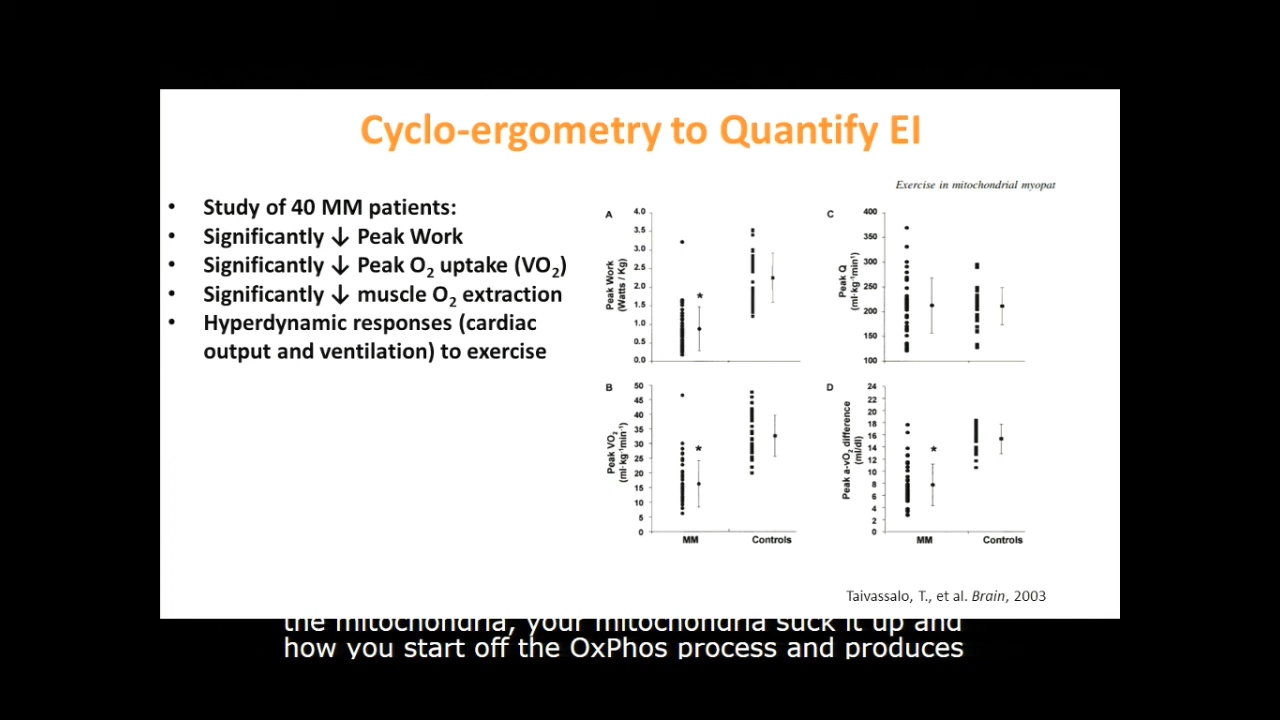 Cyclo-ergometry to Quantify EI
• Study of 40 MM patients:
• Significantly ↓ Peak Work
• Significantly ↓ Peak O₂ uptake (VO₂)
• Significantly ↓ muscle O₂ extraction
• Hyperdynamic responses (cardiac
output and ventilation) to exercise
Exercise in mitochondrial myopat
A
Peak Work
(Watts / Kg)
4.0
3.5
3.0
2.5
2.0
1.5
1.0
0.5
0.0
*
C
Peak Q
(ml·kg⁻¹min⁻¹)
400
350
300
250
200
150
100
B
Peak VO₂
(ml·kg⁻¹min⁻¹)
50
45
40
35
30
25
20
15
10
5
0
*
MM Controls
D
Peak a-vO₂ difference
(ml/dl)
24
22
20
18
16
14
12
10
8
6
4
2
0
*
MM Controls
Taivassalo, T., et al. Brain, 2003
the mitochondria, your mitochondria suck it up and
how you start off the OxPhos process and produces